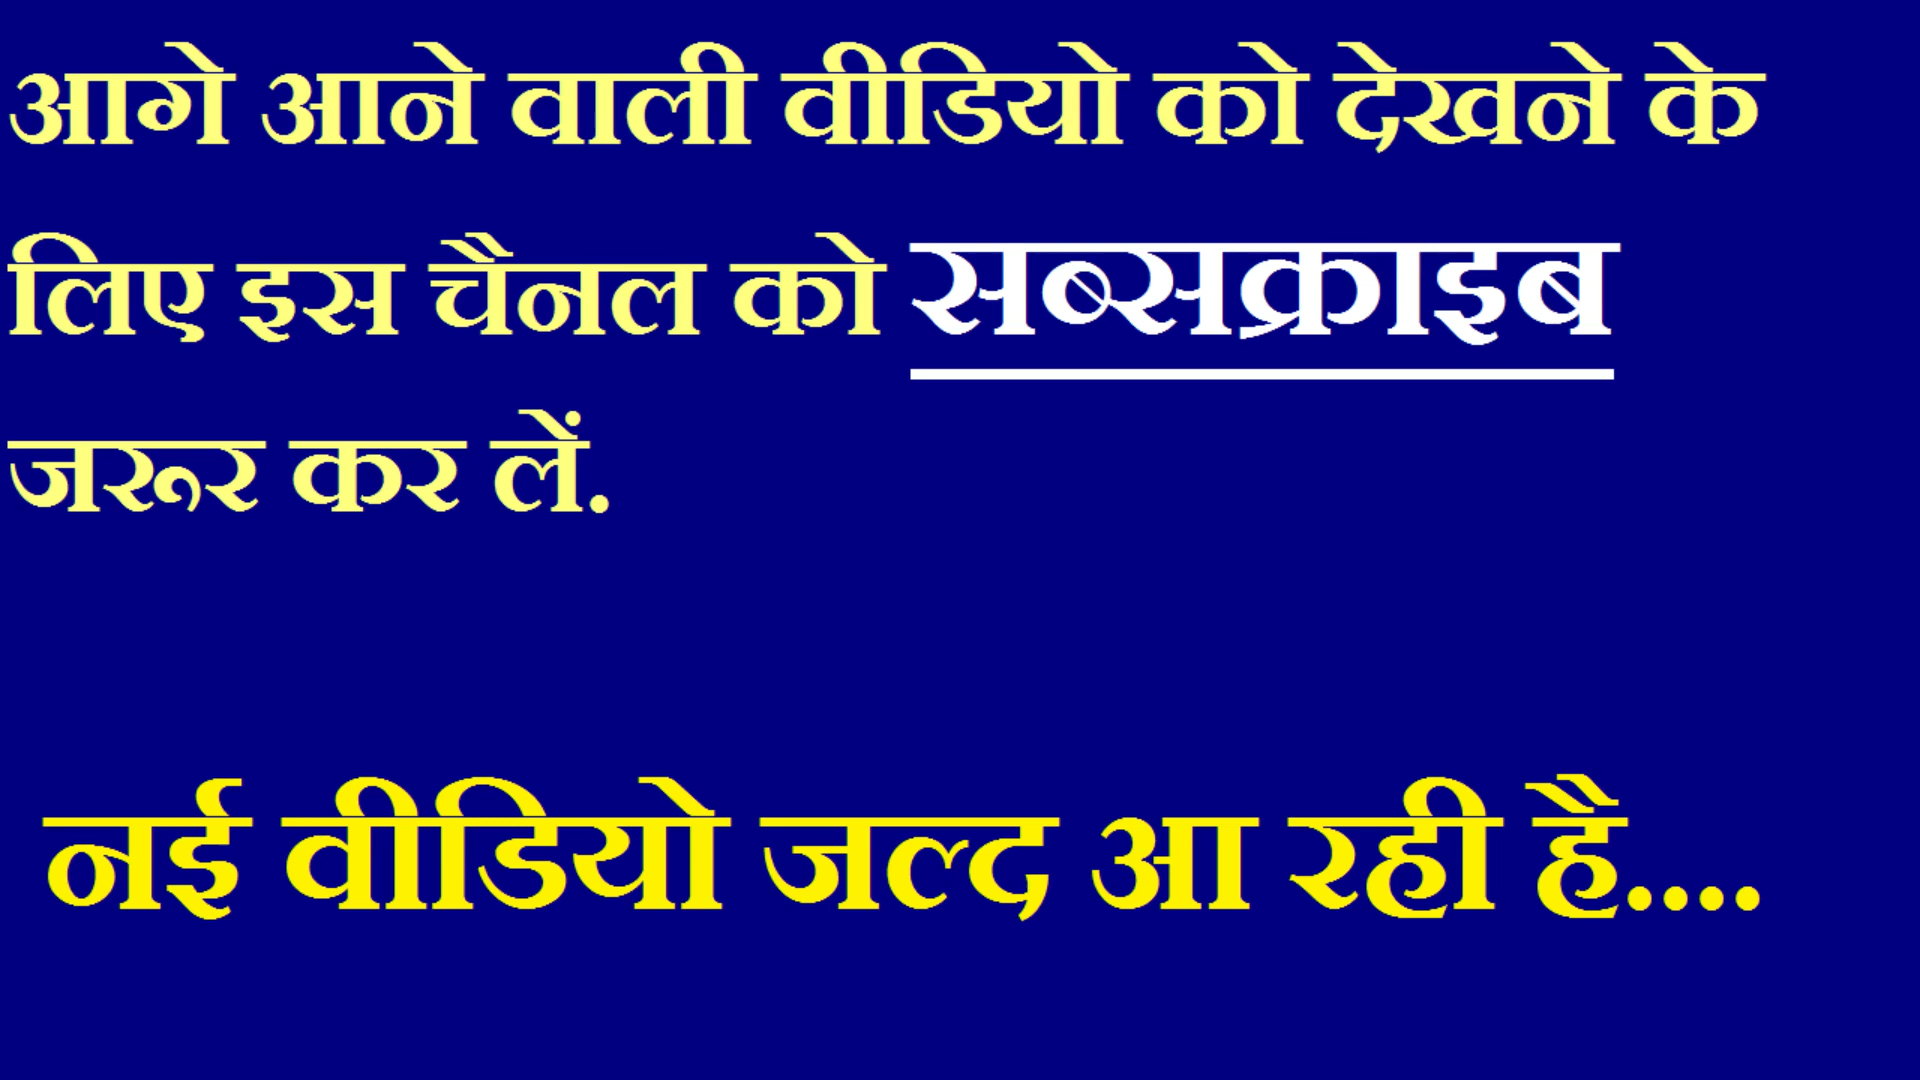 आगे आने वाली वीडियो को देखने के
लिए इस चैनल को सब्सक्राइब
जरूर कर लें.
नई वीडियो जल्द आ रही है....